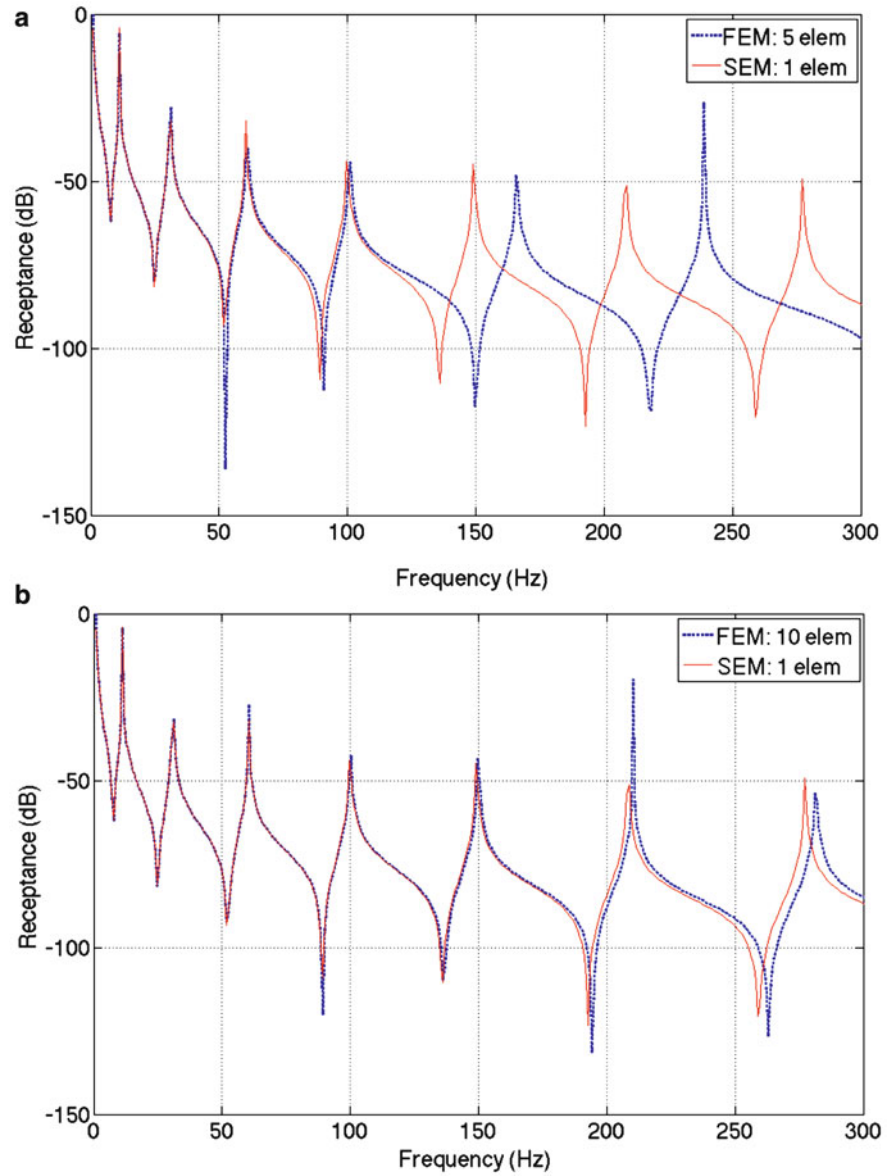 a
0
-50
-100
-150
Receptance (dB)
FEM: 5 elem
SEM: 1 elem
0 50 100 150 200 250 300
Frequency (Hz)
b
0
-50
-100
-150
Receptance (dB)
FEM: 10 elem
SEM: 1 elem
0 50 100 150 200 250 300
Frequency (Hz)